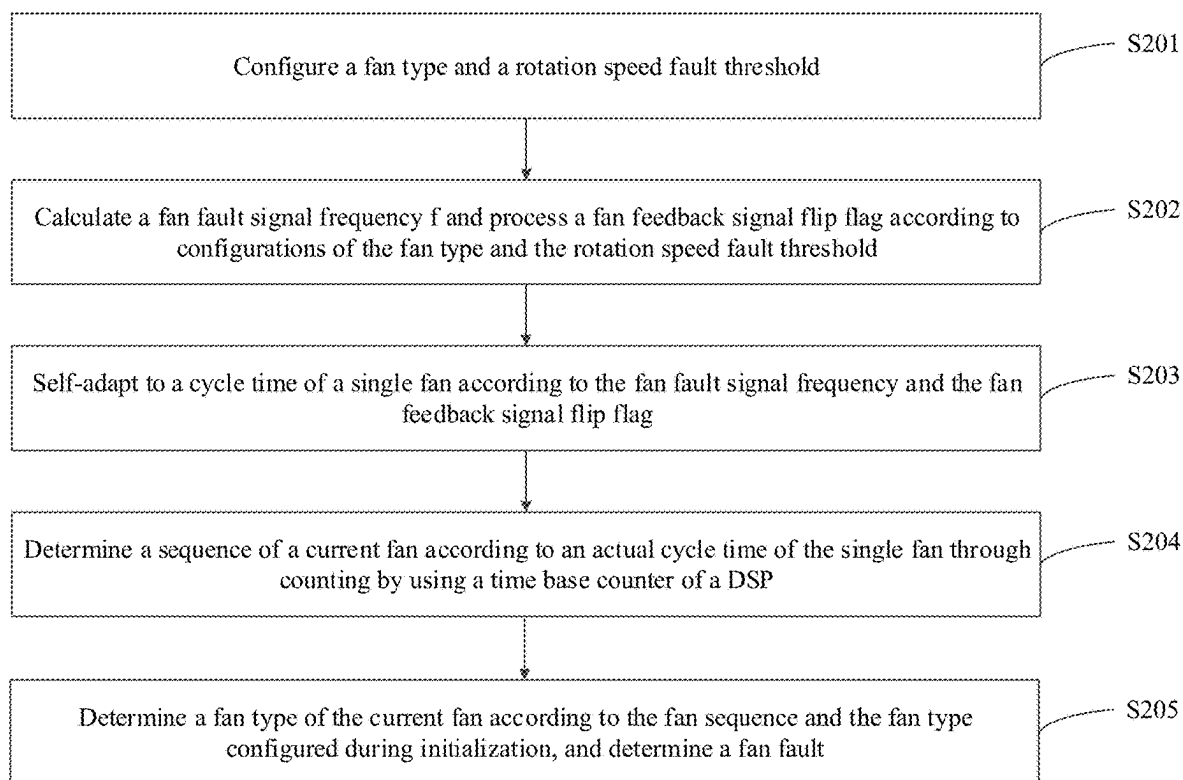 Configure a fan type and a rotation speed fault threshold
S201
Calculate a fan fault signal frequency f and process a fan feedback signal flip flag according to
configurations of the fan type and the rotation speed fault threshold
S202
Self-adapt to a cycle time of a single fan according to the fan fault signal frequency and the fan
feedback signal flip flag
S203
Determine a sequence of a current fan according to an actual cycle time of the single fan through
counting by using a time base counter of a DSP
S204
Determine a fan type of the current fan according to the fan sequence and the fan type
configured during initialization, and determine a fan fault
S205